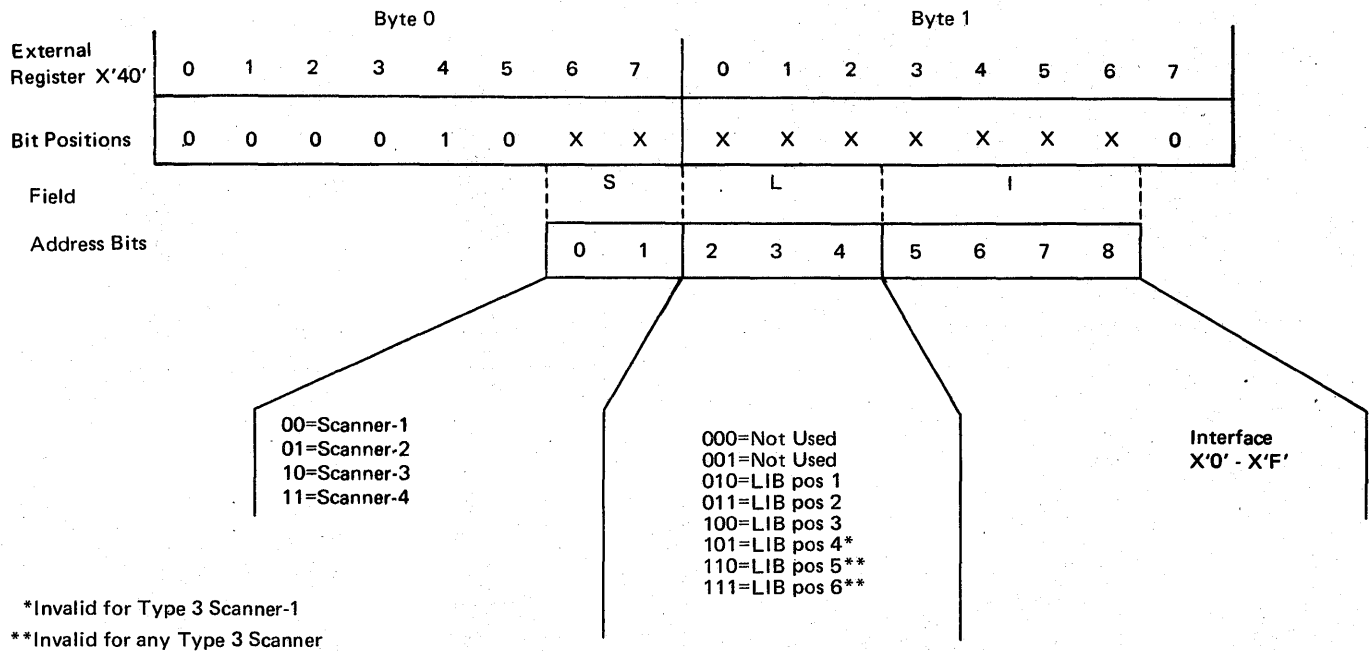 Byte 0 Byte 1
External
Register X'40' 0 1 2 3 4 5 6 7 0 1 2 3 4 5 6 7
Bit Positions 0 0 0 0 1 0 X X X X X X X X X 0
Field S L I
Address Bits 0 1 2 3 4 5 6 7 8
00=Scanner-1
01=Scanner-2
10=Scanner-3
11=Scanner-4
000=Not Used
001=Not Used
010=LIB pos 1
011=LIB pos 2
100=LIB pos 3
101=LIB pos 4*
110=LIB pos 5**
111=LIB pos 6**
Interface
X'0' - X'F'
*Invalid for Type 3 Scanner-1
**Invalid for any Type 3 Scanner